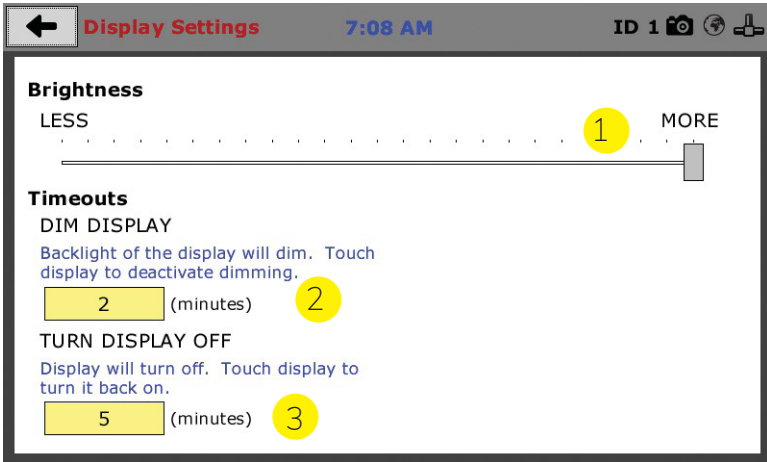 Display Settings 7:08 AM ID 1
Brightness
LESS 1 MORE
Timeouts
DIM DISPLAY
Backlight of the display will dim. Touch
display to deactivate dimming.
2 (minutes) 2
TURN DISPLAY OFF
Display will turn off. Touch display to
turn it back on.
5 (minutes) 3